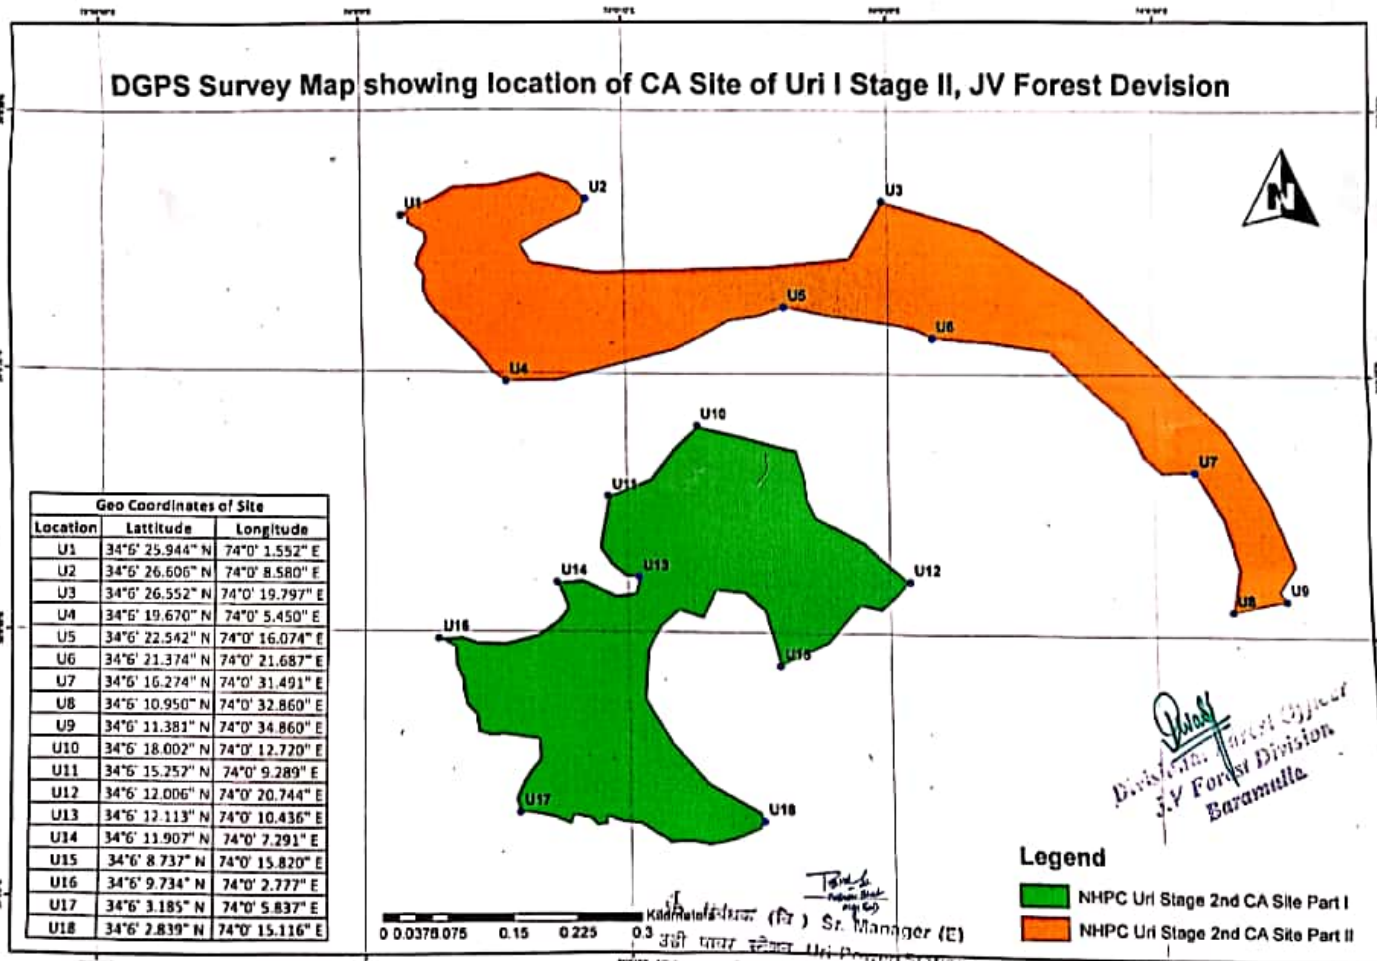 DGPS Survey Map showing location of CA Site of Uri I Stage II, JV Forest Devision
N
U1
U2
U3
U4
U5
U6
U7
U8
U9
U10
U11
U12
U13
U14
U15
U16
U17
U18
Geo Coordinates of Site
Location Lattitude Longitude
U1 34°6' 25.944" N 74°0' 1.552" E
U2 34°6' 26.606" N 74°0' 8.580" E
U3 34°6' 26.552" N 74°0' 19.797" E
U4 34°6' 19.670" N 74°0' 5.450" E
U5 34°6' 22.542" N 74°0' 16.074" E
U6 34°6' 21.374" N 74°0' 21.687" E
U7 34°6' 16.274" N 74°0' 31.491" E
U8 34°6' 10.950" N 74°0' 32.860" E
U9 34°6' 11.381" N 74°0' 34.860" E
U10 34°6' 18.002" N 74°0' 12.720" E
U11 34°6' 15.257" N 74°0' 9.289" E
U12 34°6' 12.006" N 74°0' 20.744" E
U13 34°6' 12.113" N 74°0' 10.436" E
U14 34°6' 11.907" N 74°0' 7.291" E
U15 34°6' 8.737" N 74°0' 15.820" E
U16 34°6' 9.734" N 74°0' 2.777" E
U17 34°6' 3.185" N 74°0' 5.837" E
U18 34°6' 2.839" N 74°0' 15.116" E
Forest Officer
J.V Forest Division
Baramulla
Legend
NHPC Uri Stage 2nd CA Site Part I
NHPC Uri Stage 2nd CA Site Part II
Kilometers
0 0.0375 0.075 0.15 0.225 0.3
(वि) Sr. Manager (E)
उड़ी पावर स्टेशन Uri Power